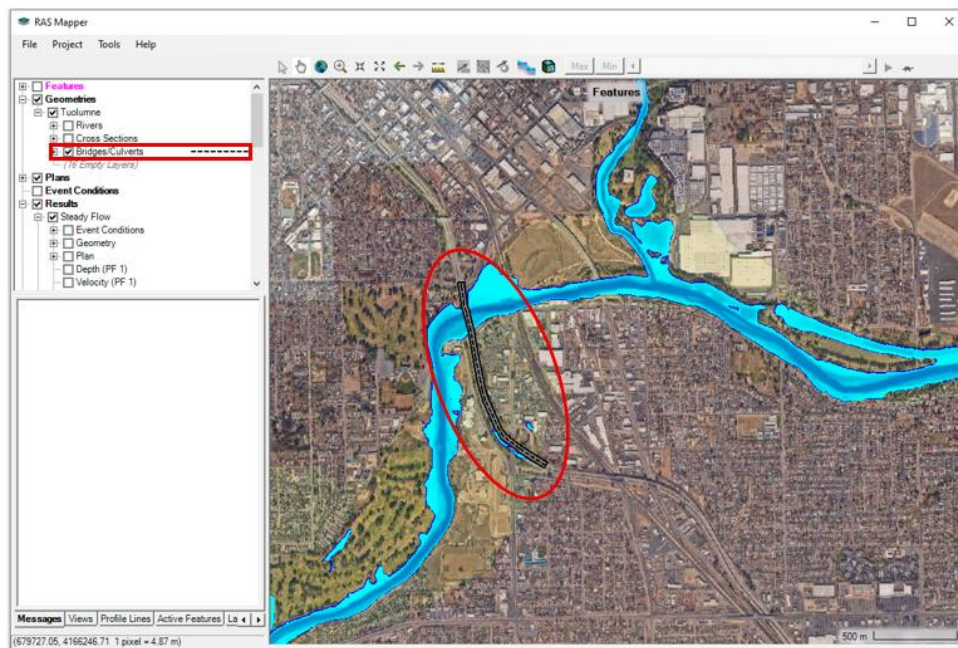 RAS Mapper
File Project Tools Help
Max Min
Features
Geometries
Tuolumne
Rivers
Cross Sections
Bridges/Culverts
(16 Empty Layers)
Plans
Event Conditions
Results
Steady Flow
Event Conditions
Geometry
Plan
Depth (PF 1)
Velocity (PF 1)
Features
500 m
Messages Views Profile Lines Active Features La
(679727.05, 4166246.71 1 pixel = 4.87 m)